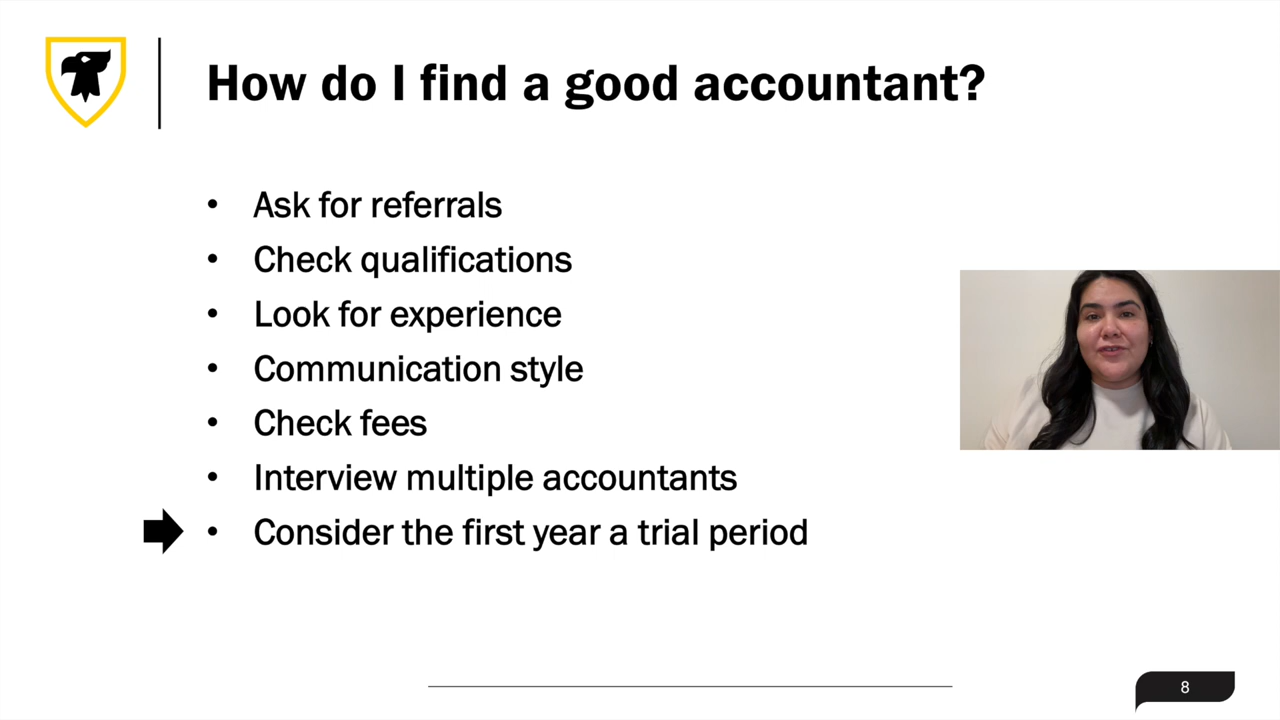 How do I find a good accountant?
• Ask for referrals
• Check qualifications
• Look for experience
• Communication style
• Check fees
• Interview multiple accountants
• Consider the first year a trial period
8